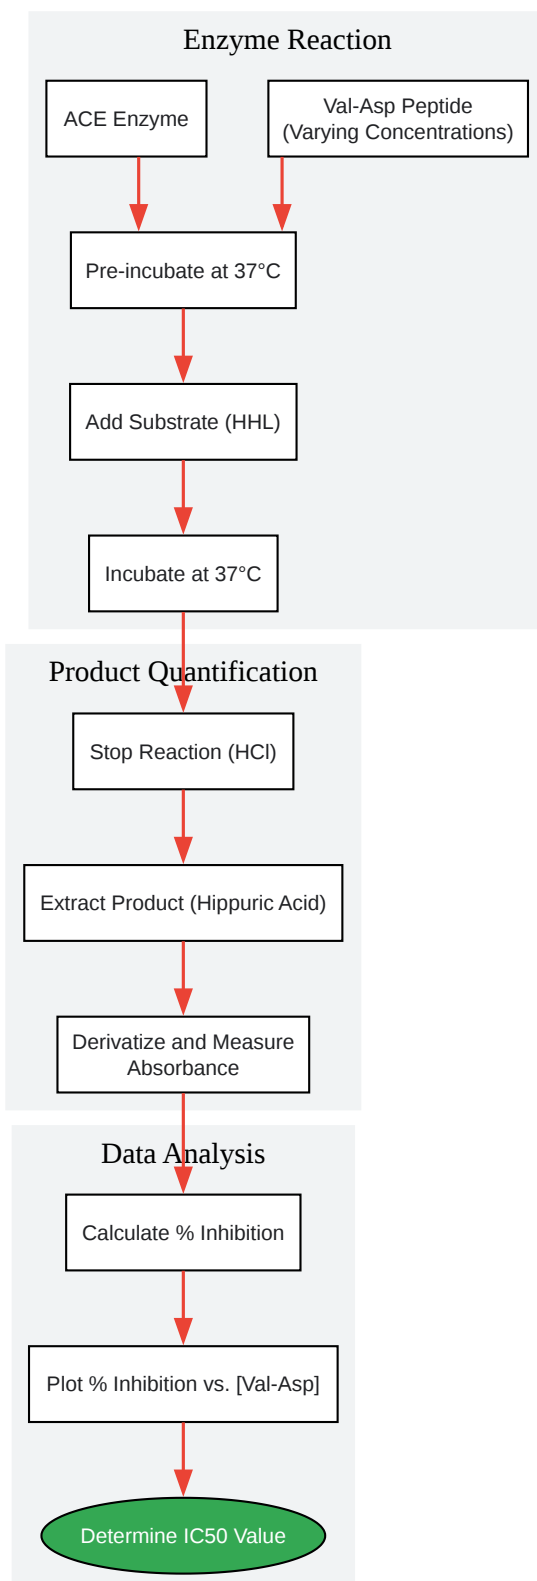 Enzyme Reaction
ACE Enzyme
Val-Asp Peptide
(Varying Concentrations)
Pre-incubate at 37°C
Add Substrate (HHL)
Incubate at 37°C
Product Quantification
Stop Reaction (HCl)
Extract Product (Hippuric Acid)
Derivatize and Measure
Absorbance
Data Analysis
Calculate % Inhibition
Plot % Inhibition vs. [Val-Asp]
Determine IC50 Value